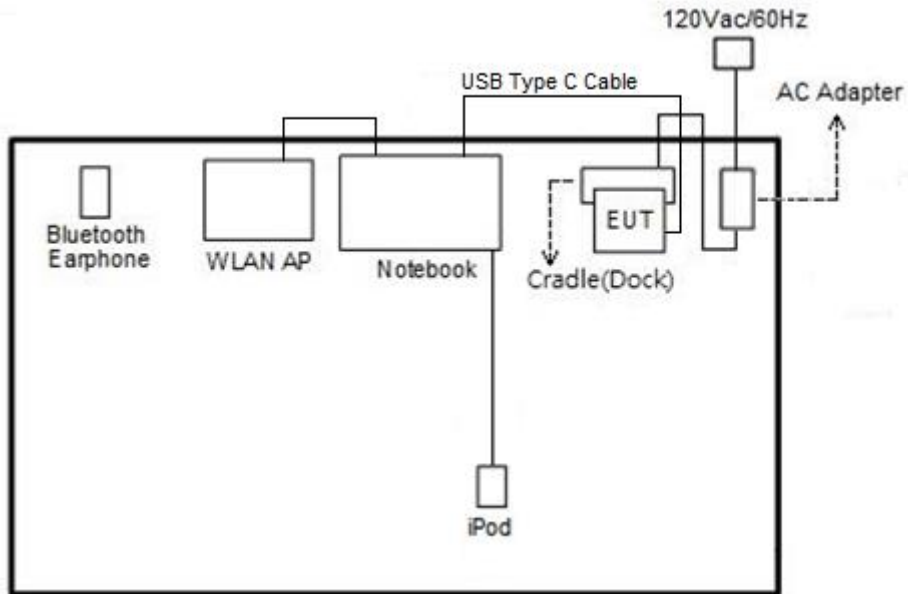 120Vac/60Hz
USB Type C Cable
AC Adapter
EUT
Bluetooth
Earphone
WLAN AP
Notebook
Cradle(Dock)
iPod